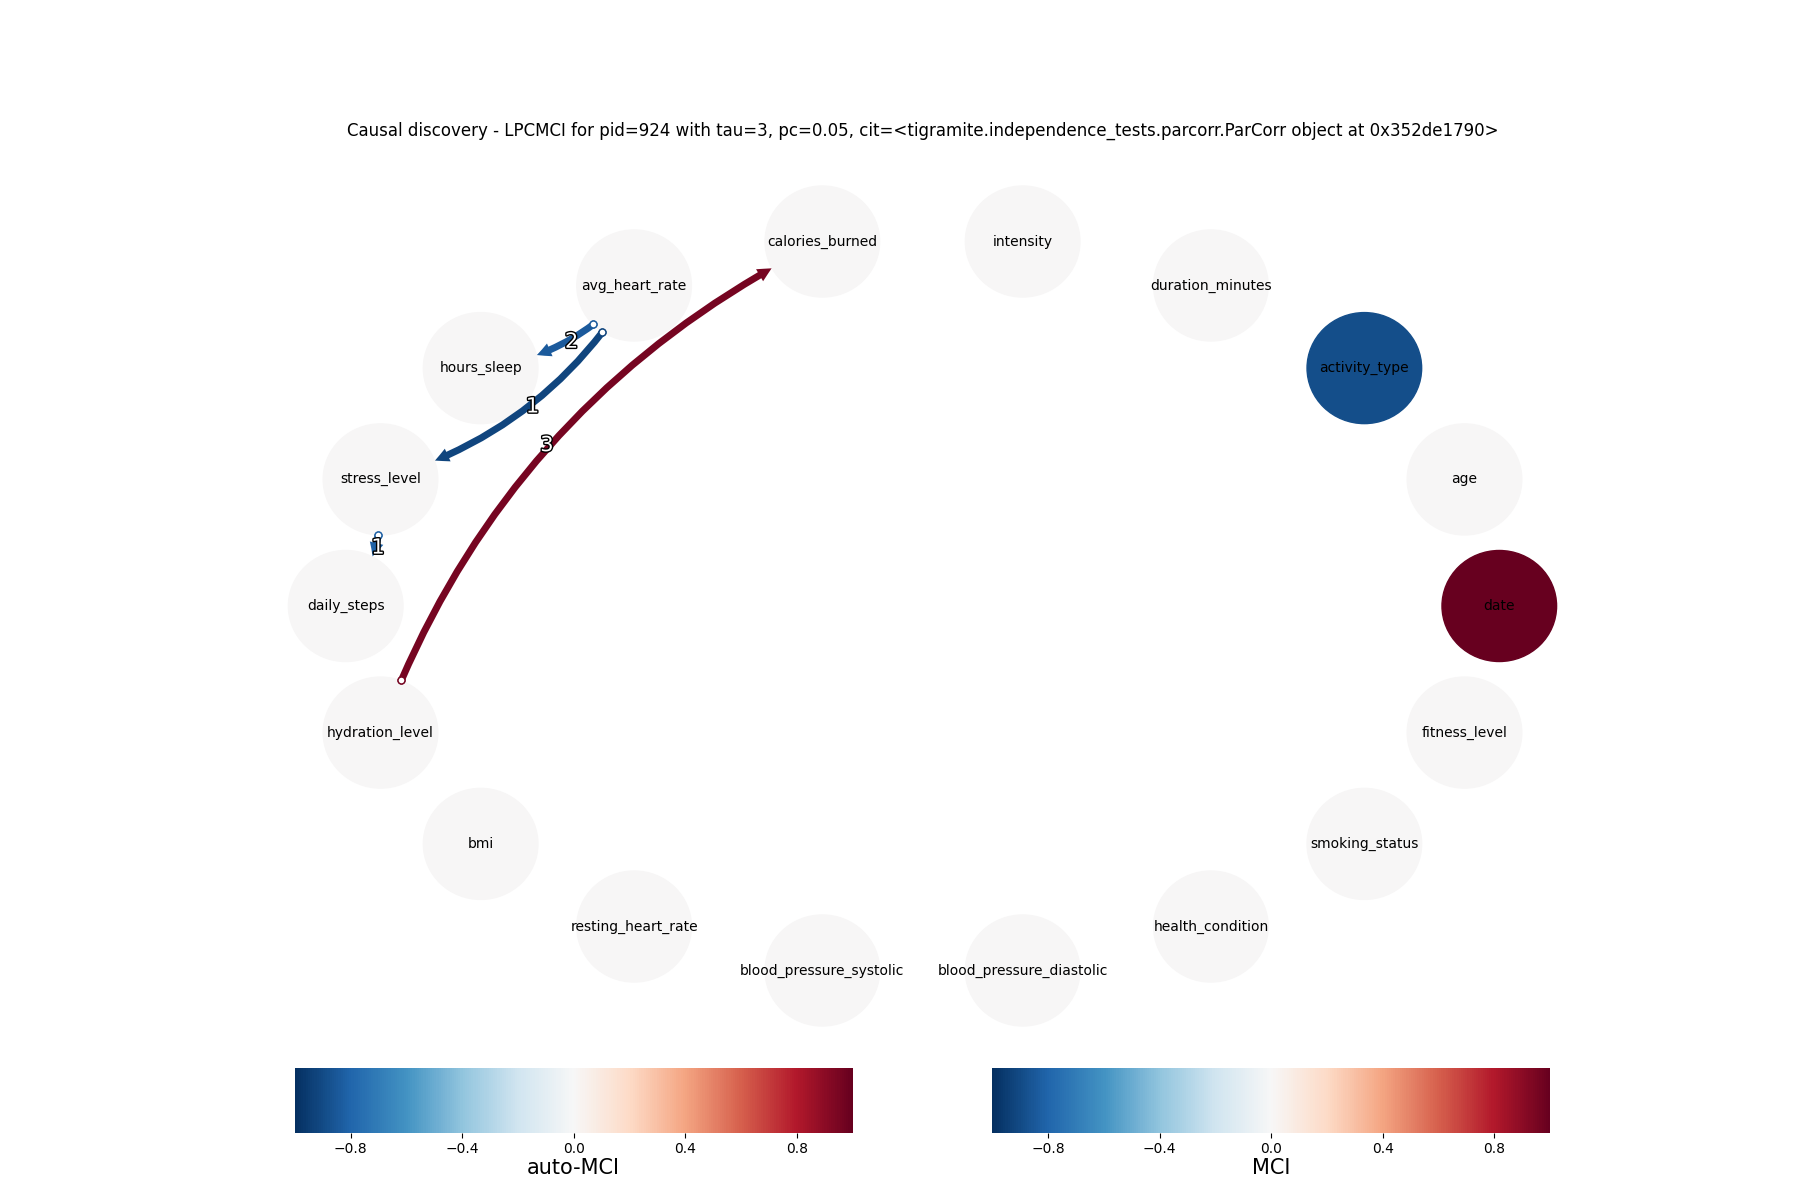 Causal discovery - LPCMCI for pid=924 with tau=3, pc=0.05, cit=<tigramite.independence_tests.parcorr.ParCorr object at 0x352de1790>
calories_burned
intensity
avg_heart_rate
duration_minutes
2
hours_sleep
activity_type
1
3
stress_level
age
1
daily_steps
date
hydration_level
fitness_level
bmi
smoking_status
resting_heart_rate
health_condition
blood_pressure_systolic
blood_pressure_diastolic
−0.8 −0.4 0.0 0.4 0.8
auto-MCI
−0.8 −0.4 0.0 0.4 0.8
MCI